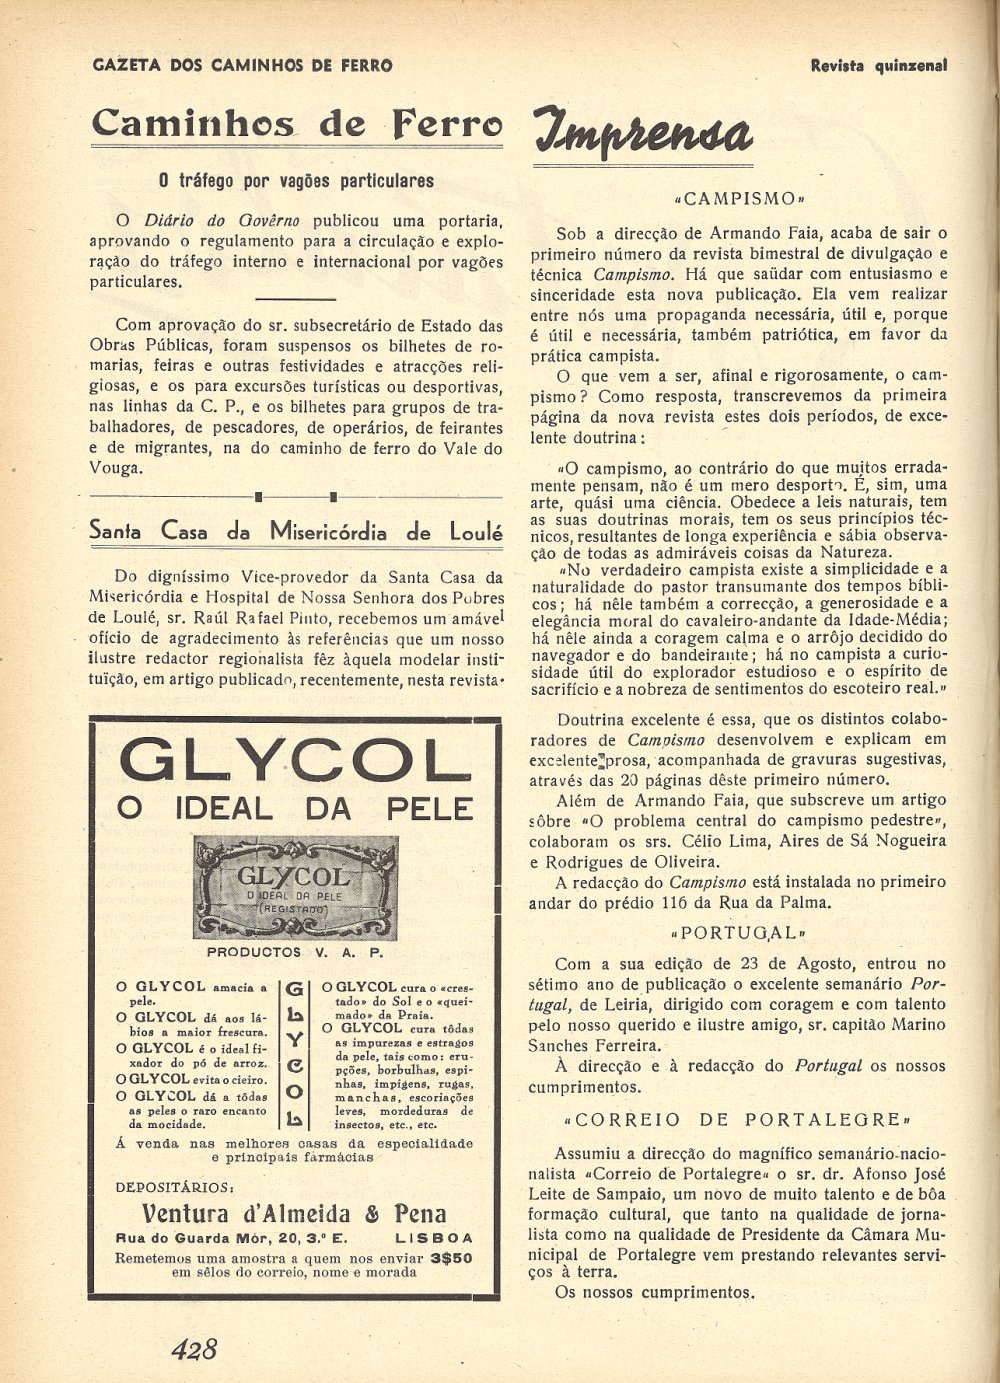 GAZETA DOS CAMINHOS DE FERRO
Revista quinzenal
Caminhos de Ferro
O tráfego por vagões particulares
O Diário do Govêrno publicou uma portaria,
aprovando o regulamento para a circulação e explo-
ração do tráfego interno e internacional por vagões
particulares.
Com aprovação do sr. subsecretário de Estado das
Obras Públicas, foram suspensos os bilhetes de ro-
marias, feiras e outras festividades e atracções reli-
giosas, e os para excursões turísticas ou desportivas,
nas linhas da C. P., e os bilhetes para grupos de tra-
balhadores, de pescadores, de operários, de feirantes
e de migrantes, na do caminho de ferro do Vale do
Vouga.
Santa Casa da Misericórdia de Loulé
Do digníssimo Vice-provedor da Santa Casa da
Misericórdia e Hospital de Nossa Senhora dos Pobres
de Loulé, sr. Raúl Rafael Pinto, recebemos um amável
ofício de agradecimento às referências que um nosso
ilustre redactor regionalista fêz àquela modelar insti-
tuïção, em artigo publicado, recentemente, nesta revista.
GLYCOL
O IDEAL DA PELE
GLYCOL
O IDEAL DA PELE
(REGISTADO)
PRODUCTOS V. A. P.
O GLYCOL amacia a
pele.
O GLYCOL dá aos lá-
bios a maior frescura.
O GLYCOL é o ideal fi-
xador do pó de arroz.
O GLYCOL evita o cieiro.
O GLYCOL dá a tôdas
as peles o raro encanto
da mocidade.
G
L
Y
C
O
L
O GLYCOL cura o «cres-
tado» do Sol e o «quei-
mado» da Praia.
O GLYCOL cura tôdas
as impurezas e estragos
da pele, tais como: eru-
pções, borbulhas, espi-
nhas, impigens, rugas,
manchas, escoriações
leves, mordeduras de
insectos, etc., etc.
Á venda nas melhores casas da especialidade
e principais fármácias
DEPOSITÁRIOS:
Ventura d'Almeida & Pena
Rua do Guarda Mór, 20, 3.º E. LISBOA
Remetemos uma amostra a quem nos enviar 3$50
em sêlos do correio, nome e morada
Imprensa
«CAMPISMO»
Sob a direcção de Armando Faia, acaba de sair o
primeiro número da revista bimestral de divulgação e
técnica Campismo. Há que saüdar com entusiasmo e
sinceridade esta nova publicação. Ela vem realizar
entre nós uma propaganda necessária, útil e, porque
é útil e necessária, também patriótica, em favor da
prática campista.
O que vem a ser, afinal e rigorosamente, o cam-
pismo? Como resposta, transcrevemos da primeira
página da nova revista estes dois períodos, de exce-
lente doutrina:
«O campismo, ao contrário do que muitos errada-
mente pensam, não é um mero desporto. É, sim, uma
arte, quási uma ciência. Obedece a leis naturais, tem
as suas doutrinas morais, tem os seus princípios téc-
nicos, resultantes de longa experiência e sábia observa-
ção de todas as admiráveis coisas da Natureza.
«No verdadeiro campista existe a simplicidade e a
naturalidade do pastor transumante dos tempos bíbli-
cos; há nêle também a correcção, a generosidade e a
elegância moral do cavaleiro-andante da Idade-Média;
há nêle ainda a coragem calma e o arrôjo decidido do
navegador e do bandeirante; há no campista a curio-
sidade útil do explorador estudioso e o espírito de
sacrifício e a nobreza de sentimentos do escoteiro real.»
Doutrina excelente é essa, que os distintos colabo-
radores de Campismo desenvolvem e explicam em
excelente prosa, acompanhada de gravuras sugestivas,
através das 20 páginas dêste primeiro número.
Além de Armando Faia, que subscreve um artigo
sôbre «O problema central do campismo pedestre»,
colaboram os srs. Célio Lima, Aires de Sá Nogueira
e Rodrigues de Oliveira.
A redacção do Campismo está instalada no primeiro
andar do prédio 116 da Rua da Palma.
«PORTUGAL»
Com a sua edição de 23 de Agosto, entrou no
sétimo ano de publicação o excelente semanário Por-
tugal, de Leiria, dirigido com coragem e com talento
pelo nosso querido e ilustre amigo, sr. capitão Marino
Sanches Ferreira.
À direcção e à redacção do Portugal os nossos
cumprimentos.
«CORREIO DE PORTALEGRE»
Assumiu a direcção do magnífico semanário-nacio-
nalista «Correio de Portalegre« o sr. dr. Afonso José
Leite de Sampaio, um novo de muito talento e de bôa
formação cultural, que tanto na qualidade de jorna-
lista como na qualidade de Presidente da Câmara Mu-
nicipal de Portalegre vem prestando relevantes servi-
ços à terra.
Os nossos cumprimentos.
428